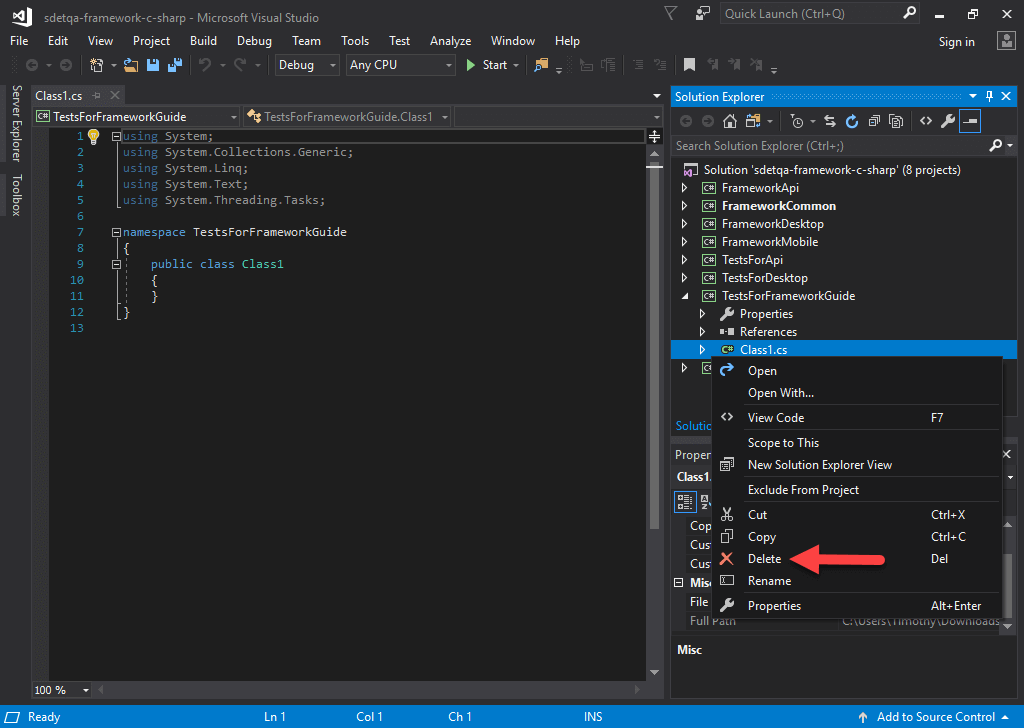 sdetqa-framework-c-sharp - Microsoft Visual Studio
Quick Launch (Ctrl+Q)
File Edit View Project Build Debug Team Tools Test Analyze Window Help
Sign in
Debug Any CPU Start
Server Explorer
Toolbox
Class1.cs
C# TestsForFrameworkGuide
TestsForFrameworkGuide.Class1
1 using System;
2 using System.Collections.Generic;
3 using System.Linq;
4 using System.Text;
5 using System.Threading.Tasks;
6
7 namespace TestsForFrameworkGuide
8 {
9 public class Class1
10 {
11 }
12 }
13
100 %
Solution Explorer
Search Solution Explorer (Ctrl+;)
Solution 'sdetqa-framework-c-sharp' (8 projects)
C# FrameworkApi
C# FrameworkCommon
C# FrameworkDesktop
C# FrameworkMobile
C# TestsForApi
C# TestsForDesktop
C# TestsForFrameworkGuide
Properties
References
C# Class1.cs
Open
Open With...
View Code F7
Scope to This
New Solution Explorer View
Exclude From Project
Cut Ctrl+X
Copy Ctrl+C
Delete Del
Rename
Properties Alt+Enter
Solutio
Proper
Class1.
Cop
Cus
Cus
Misc
File
Full Path C:\Users\Timothy\Downloads
Misc
Ready Ln 1 Col 1 Ch 1 INS Add to Source Control